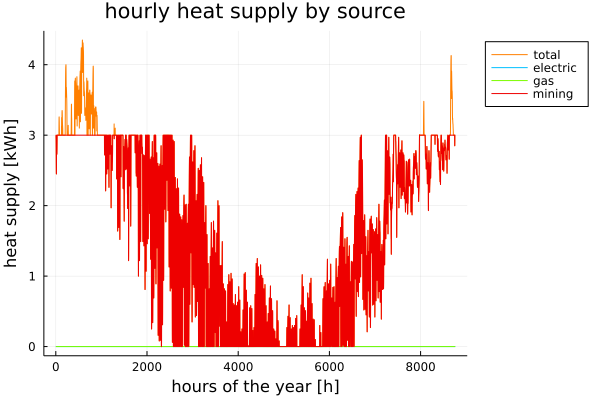 hourly heat supply by source
heat supply [kWh]
4
3
2
1
0
0 2000 4000 6000 8000
hours of the year [h]
total
electric
gas
mining